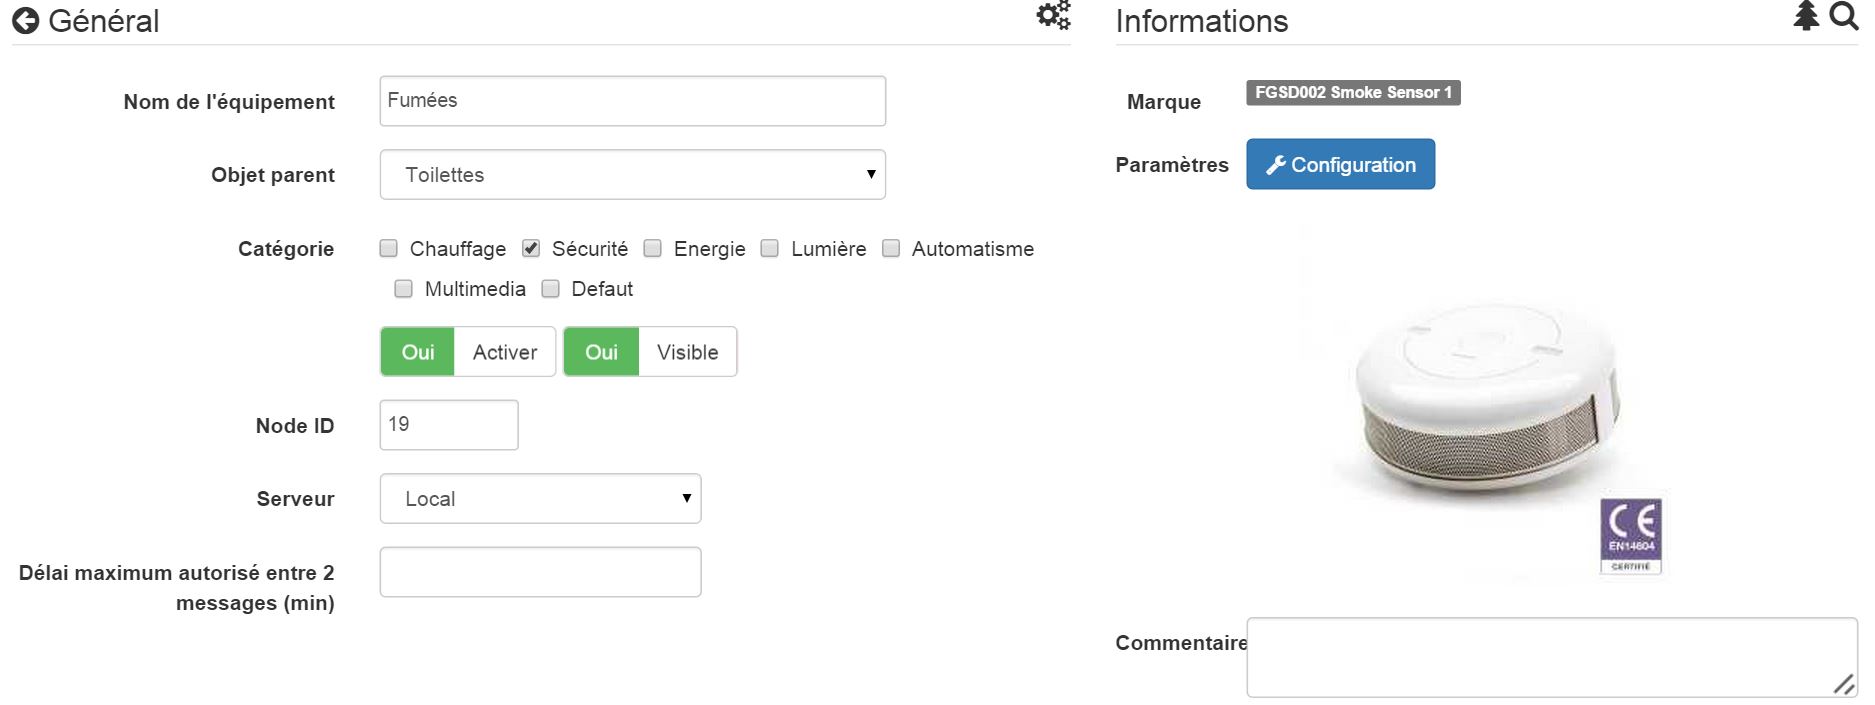 Général
Nom de l'équipement
Fumées
Objet parent
Toilettes
Catégorie
Chauffage Sécurité Energie Lumière Automatisme
Multimedia Defaut
Oui Activer Oui Visible
Node ID
19
Serveur
Local
Délai maximum autorisé entre 2
messages (min)
Informations
Marque
FGSD002 Smoke Sensor 1
Paramètres
Configuration
CE
EN14604
CERTIFIÉ
Commentaire